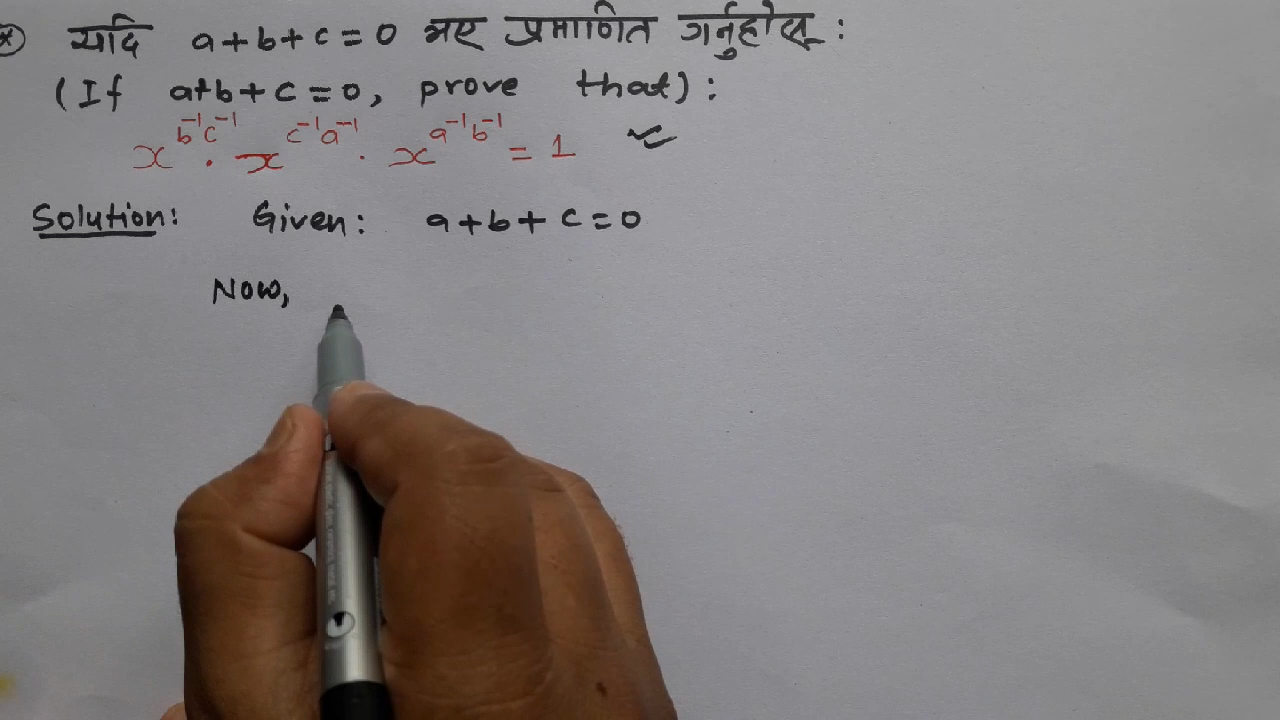 * यदि a+b+c=0 भए प्रमाणित गर्नुहोस् :
(If a+b+c=0, prove that):
x^{b⁻¹c⁻¹} . x^{c⁻¹a⁻¹} . x^{a⁻¹b⁻¹} = 1
Solution: Given: a+b+c=0
Now,